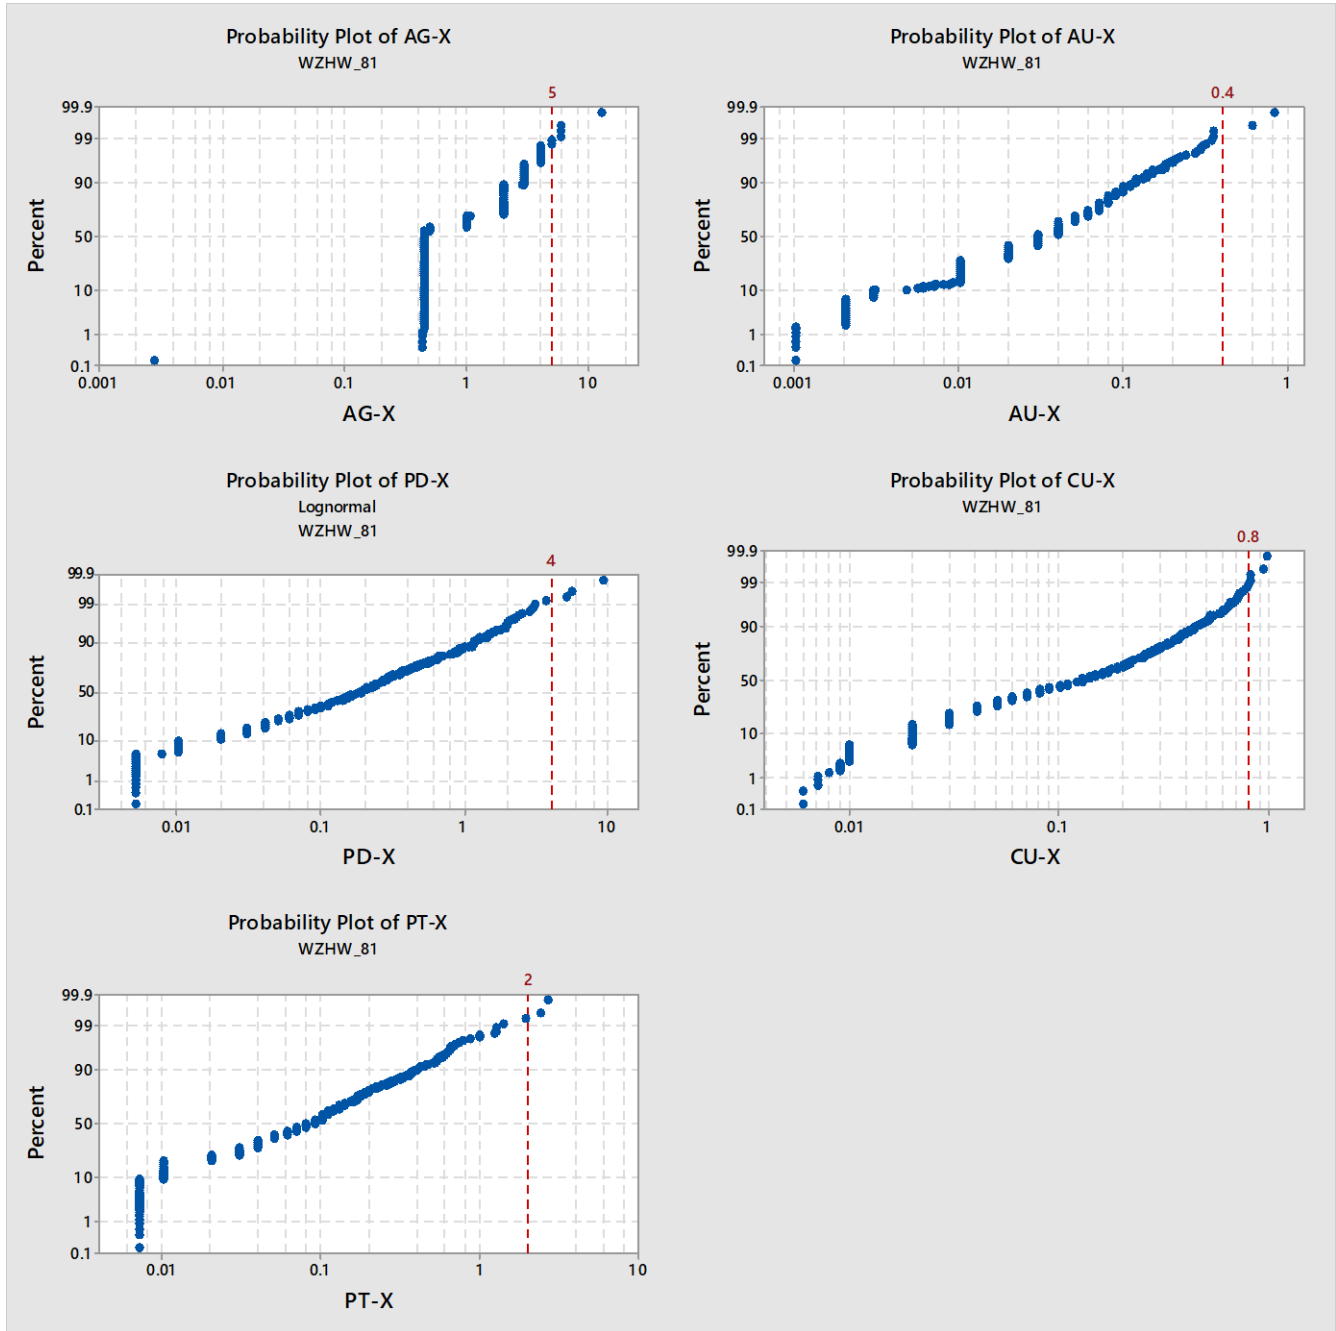 Probability Plot of AG-X
WZHW_81
5
99.9
99
90
50
10
1
0.1
Percent
0.001 0.01 0.1 1 10
AG-X
Probability Plot of AU-X
WZHW_81
0.4
99.9
99
90
50
10
1
0.1
Percent
0.001 0.01 0.1 1
AU-X
Probability Plot of PD-X
Lognormal
WZHW_81
4
99.9
99
90
50
10
1
0.1
Percent
0.01 0.1 1 10
PD-X
Probability Plot of CU-X
WZHW_81
0.8
99.9
99
90
50
10
1
0.1
Percent
0.01 0.1 1
CU-X
Probability Plot of PT-X
WZHW_81
2
99.9
99
90
50
10
1
0.1
Percent
0.01 0.1 1 10
PT-X